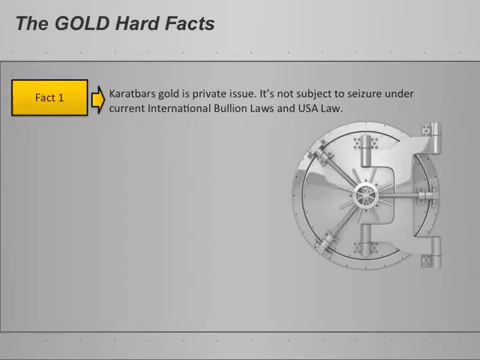 The GOLD Hard Facts
Fact 1
Karatbars gold is private issue. It's not subject to seizure under
current International Bullion Laws and USA Law.